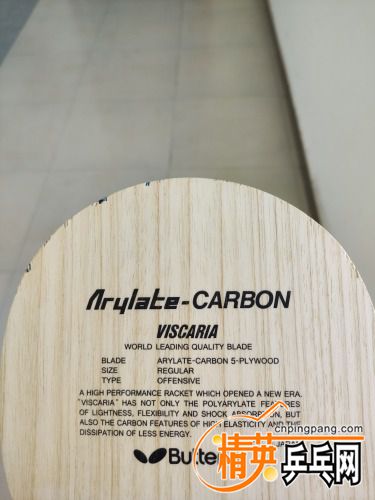 Arylate-CARBON
VISCARIA
WORLD LEADING QUALITY BLADE
BLADE ARYLATE-CARBON 5-PLYWOOD
SIZE REGULAR
TYPE OFFENSIVE
A HIGH PERFORMANCE RACKET WHICH OPENED A NEW ERA.
"VISCARIA" HAS NOT ONLY THE POLYARYLATE FEATURES
OF LIGHTNESS, FLEXIBILITY AND SHOCK ABSORPTION, BUT
ALSO THE CARBON FEATURES OF HIGH ELASTICITY AND THE
DISSIPATION OF LESS ENERGY.
JAPAN
Butterf
cnpingpang.com
精英乒乓网